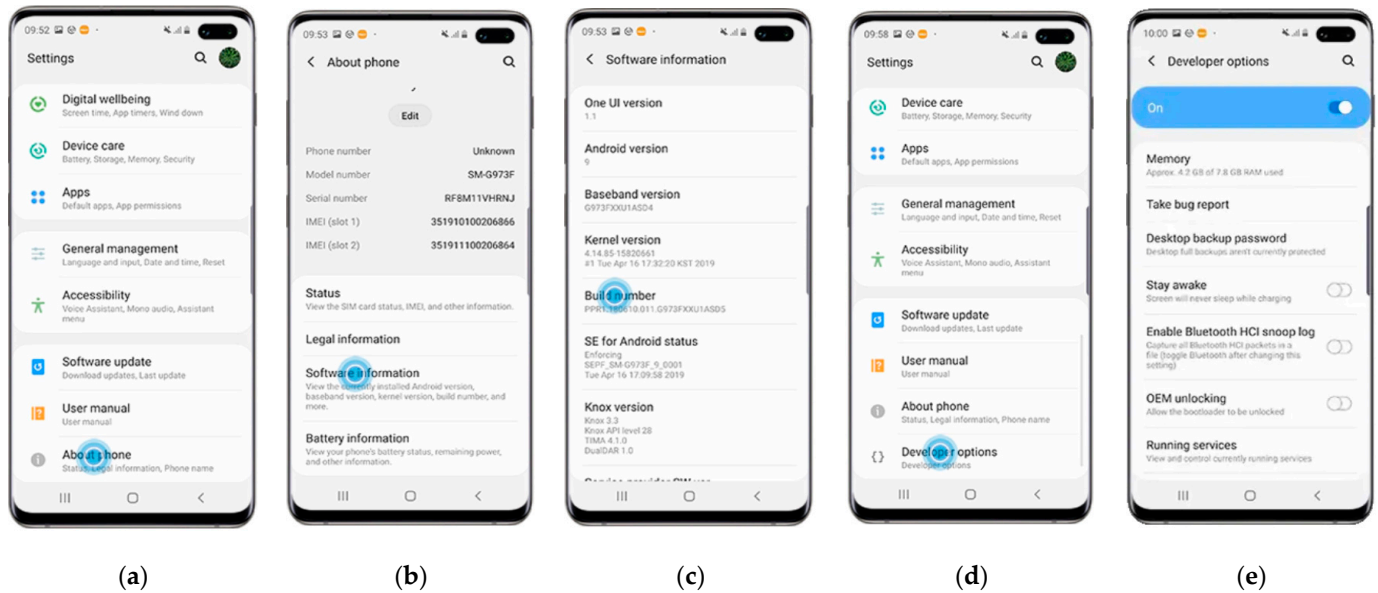 09:52
Settings
Digital wellbeing
Screen time, App timers, Wind down
Device care
Battery, Storage, Memory, Security
Apps
Default apps, App permissions
General management
Language and input, Date and time, Reset
Accessibility
Voice Assistant, Mono audio, Assistant
menu
Software update
Download updates, Last update
User manual
User manual
About phone
Status, Legal information, Phone name
(a)
09:53
About phone
Edit
Phone number Unknown
Model number SM-G973F
Serial number RF8M11VHRNJ
IMEI (slot 1) 351910100206866
IMEI (slot 2) 351911100206864
Status
View the SIM card status, IMEI, and other information.
Legal information
Software information
View the currently installed Android version,
baseband version, kernel version, build number, and
more.
Battery information
View your phone's battery status, remaining power,
and other information.
(b)
09:53
Software information
One UI version
1.1
Android version
9
Baseband version
G973FXXU1ASD4
Kernel version
4.14.85-15820661
#1 Tue Apr 16 17:32:20 KST 2019
Build number
PPR1.180610.011.G973FXXU1ASD5
SE for Android status
Enforcing
SEPF_SM-G973F_9_0001
Tue Apr 16 17:09:58 2019
Knox version
Knox 3.3
Knox API level 28
TIMA 4.1.0
DualDAR 1.0
(c)
09:58
Settings
Device care
Battery, Storage, Memory, Security
Apps
Default apps, App permissions
General management
Language and input, Date and time, Reset
Accessibility
Voice Assistant, Mono audio, Assistant
menu
Software update
Download updates, Last update
User manual
User manual
About phone
Status, Legal information, Phone name
Developer options
Developer options
(d)
10:00
Developer options
On
Memory
Approx. 4.2 GB of 7.8 GB RAM used
Take bug report
Desktop backup password
Desktop full backups aren't currently protected
Stay awake
Screen will never sleep while charging
Enable Bluetooth HCI snoop log
Capture all Bluetooth HCI packets in a
file (toggle Bluetooth after changing this
setting)
OEM unlocking
Allow the bootloader to be unlocked
Running services
View and control currently running services
(e)